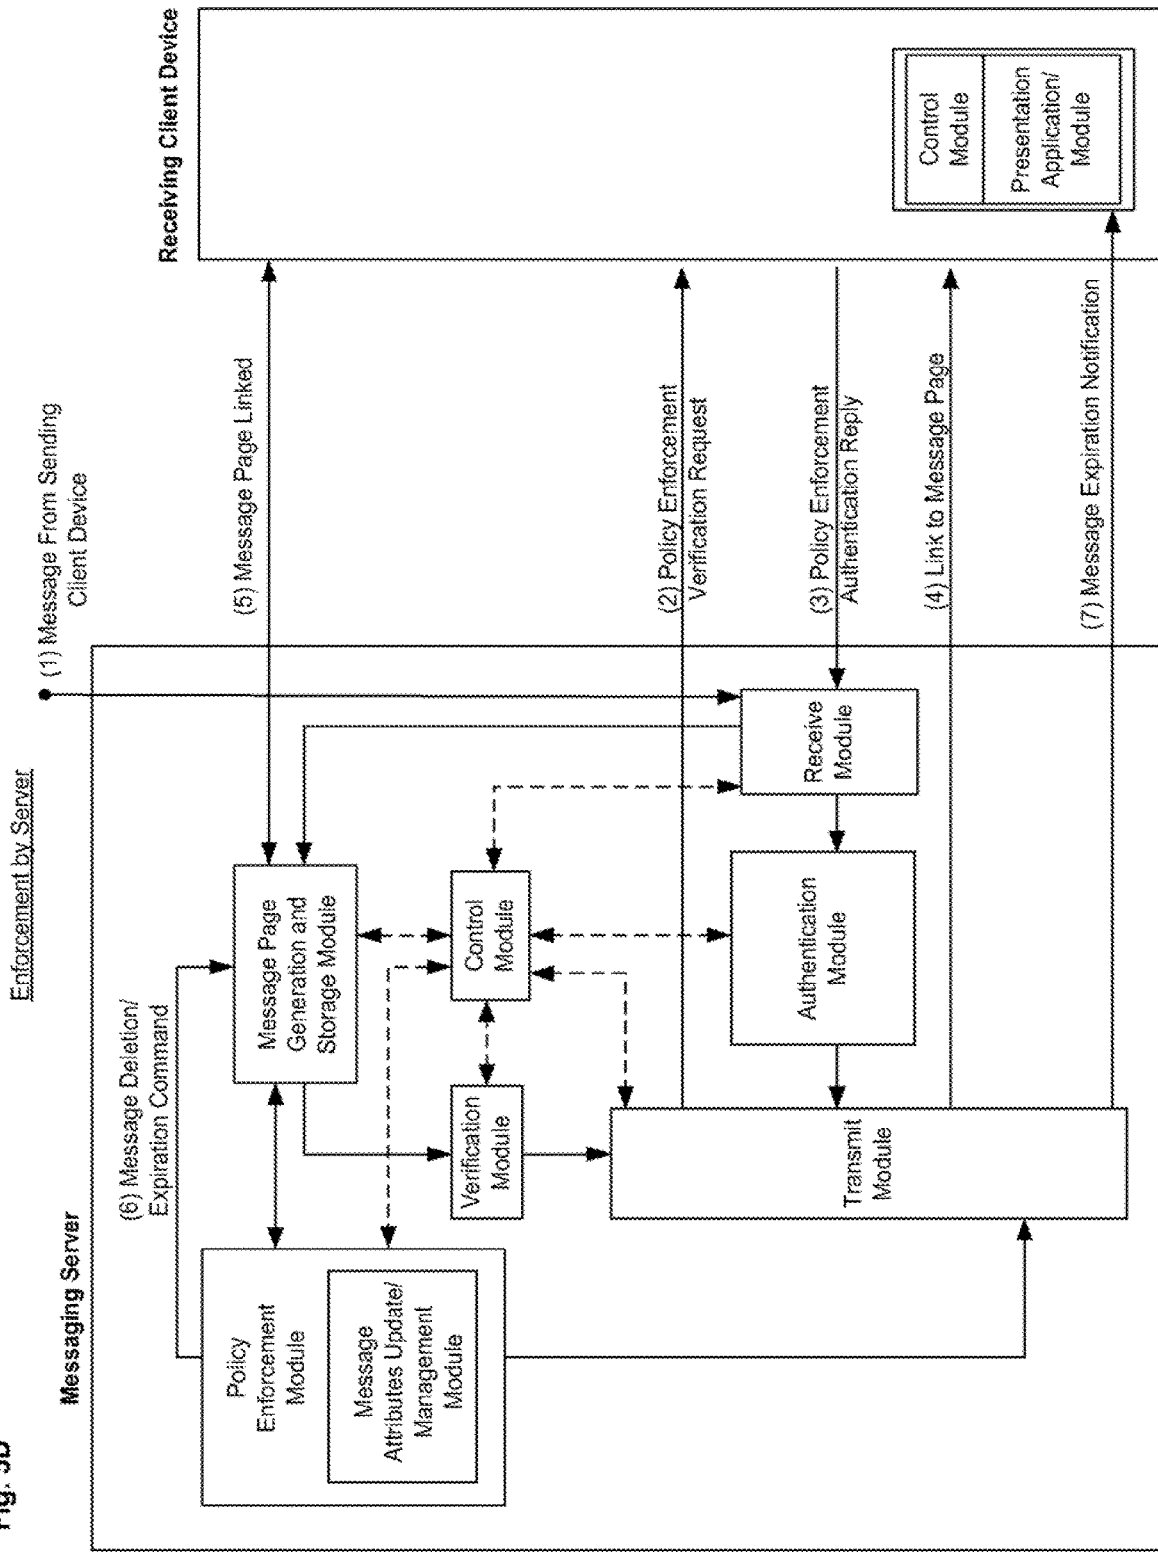 Enforcement by Server
Messaging Server
(6) Message Deletion/
Expiration Command
Policy
Enforcement
Module
Message
Attributes Update/
Management
Module
Message Page
Generation and
Storage Module
Verification
Module
Control
Module
Transmit
Module
Authentication
Module
Receive
Module
(1) Message From Sending
Client Device
(5) Message Page Linked
(2) Policy Enforcement
Verification Request
(3) Policy Enforcement
Authentication Reply
(4) Link to Message Page
(7) Message Expiration Notification
Receiving Client Device
Control
Module
Presentation
Application/
Module